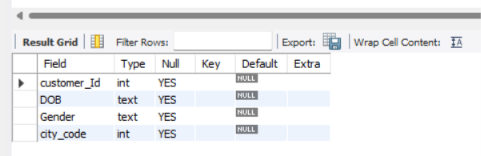 Result Grid Filter Rows: Export: Wrap Cell Content: IA
Field Type Null Key Default Extra
customer_Id int YES NULL
DOB text YES NULL
Gender text YES NULL
city_code int YES NULL